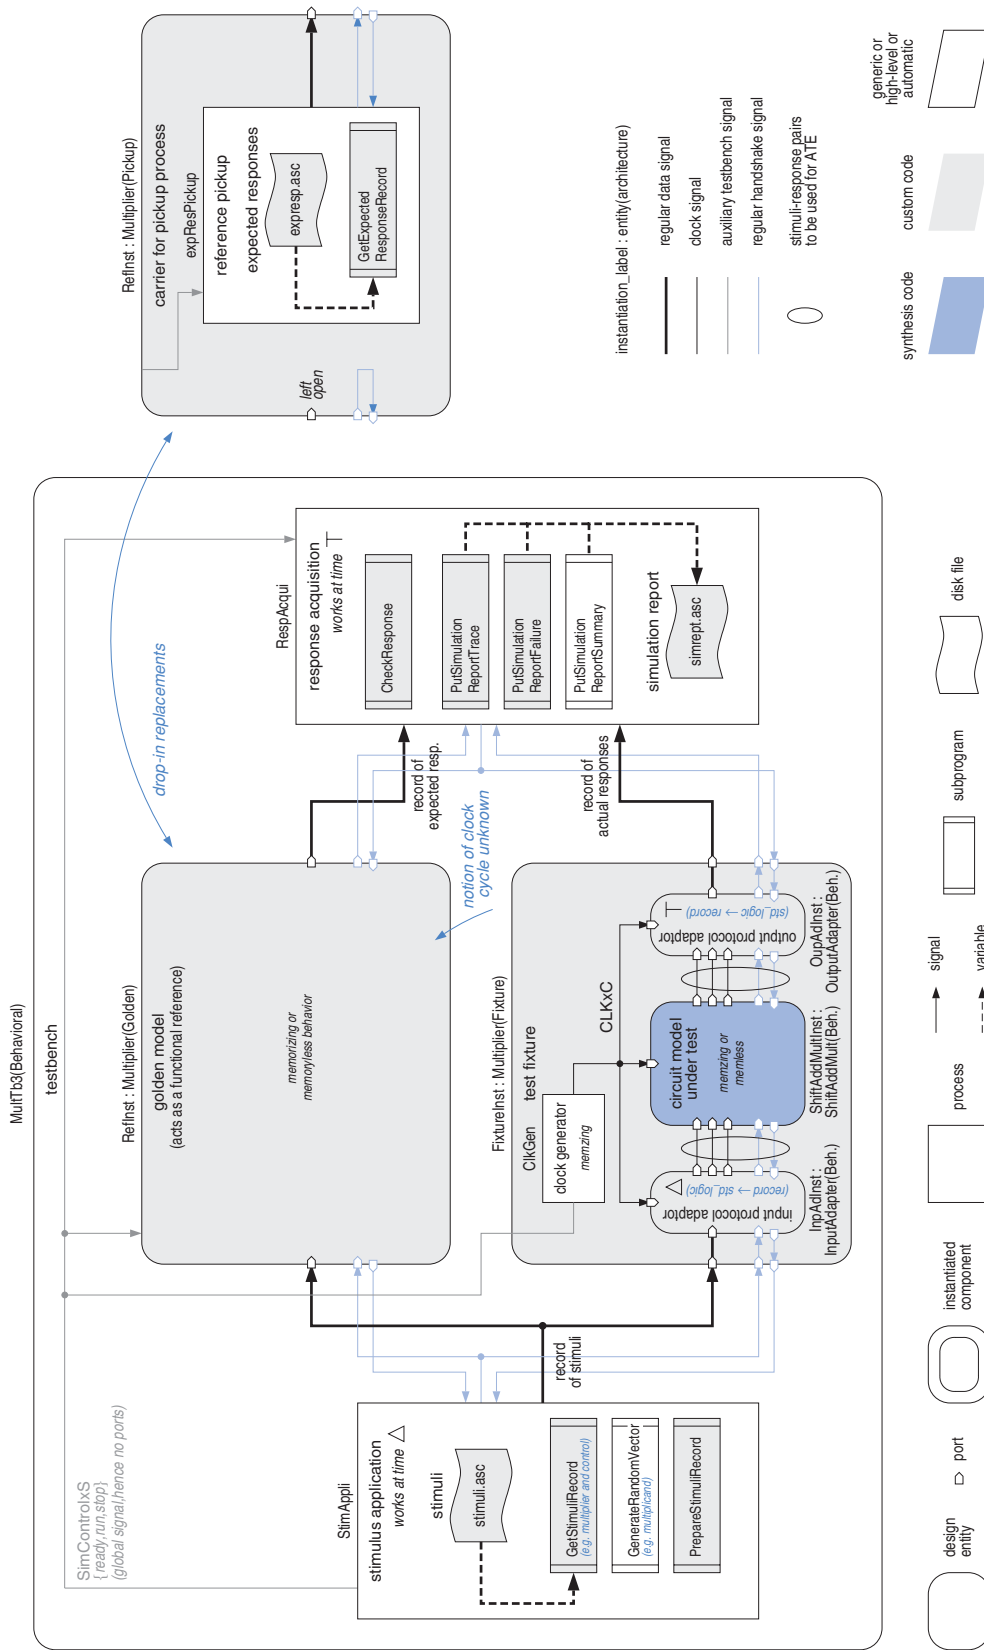 MultTb3(Behavioral)
testbench
SimControlxS
{ready,run,stop}
(global signal,hence no ports)
StimAppli
stimulus application
works at time
stimuli
stimuli.asc
GetStimuliRecord
(e.g. multiplier and control)
GenerateRandomVector
(e.g. multiplicand)
PrepareStimuliRecord
record
of stimuli
RefInst : Multiplier(Golden)
golden model
(acts as a functional reference)
memorizing or
memoryless behavior
drop-in replacements
notion of clock
cycle unknown
FixtureInst : Multiplier(Fixture)
test fixture
ClkGen
clock generator
memzing
CLKxC
input protocol adaptor
(record → std_logic)
InpAdInst :
InputAdapter(Beh.)
circuit model
under test
memzing or
memless
ShiftAddMultInst :
ShiftAddMult(Beh.)
output protocol adaptor
(std_logic → record)
OupAdInst :
OutputAdapter(Beh.)
record of
expected resp.
record of
actual responses
RespAcqui
response acquisition
works at time
CheckResponse
PutSimulation
ReportTrace
PutSimulation
ReportFailure
PutSimulation
ReportSummary
simulation report
simrept.asc
RefInst : Multiplier(Pickup)
carrier for pickup process
expResPickup
reference pickup
expected responses
expresp.asc
GetExpected
ResponseRecord
left
open
instantiation_label : entity(architecture)
regular data signal
clock signal
auxiliary testbench signal
regular handshake signal
stimuli-response pairs
to be used for ATE
synthesis code
custom code
generic or
high-level or
automatic
design
entity
port
instantiated
component
process
signal
variable
subprogram
disk file